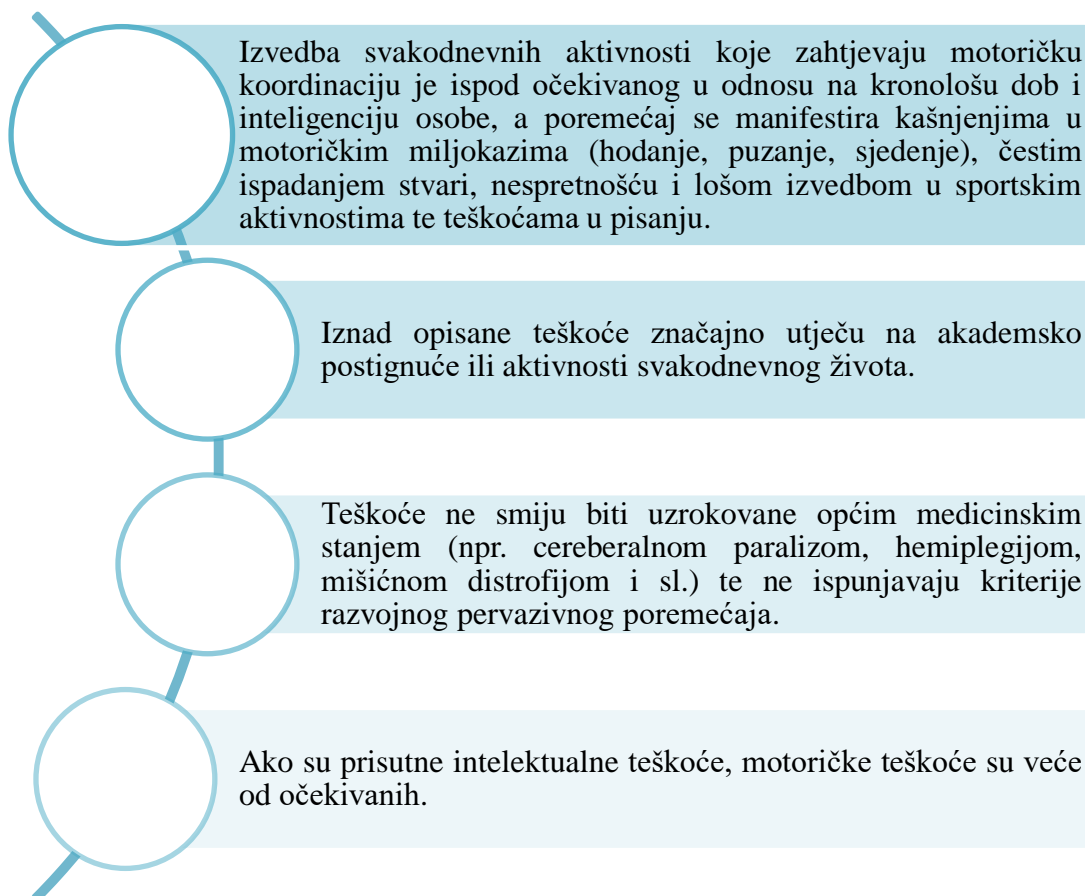 Izvedba svakodnevnih aktivnosti koje zahtjevaju motoričku
koordinaciju je ispod očekivanog u odnosu na kronološu dob i
inteligenciju osobe, a poremećaj se manifestira kašnjenjima u
motoričkim miljokazima (hodanje, puzanje, sjedenje), čestim
ispadanjem stvari, nespretnošću i lošom izvedbom u sportskim
aktivnostima te teškoćama u pisanju.
Iznad opisane teškoće značajno utječu na akademsko
postignuće ili aktivnosti svakodnevnog života.
Teškoće ne smiju biti uzrokovane općim medicinskim
stanjem (npr. cereberalnom paralizom, hemiplegijom,
mišićnom distrofijom i sl.) te ne ispunjavaju kriterije
razvojnog pervazivnog poremećaja.
Ako su prisutne intelektualne teškoće, motoričke teškoće su veće
od očekivanih.